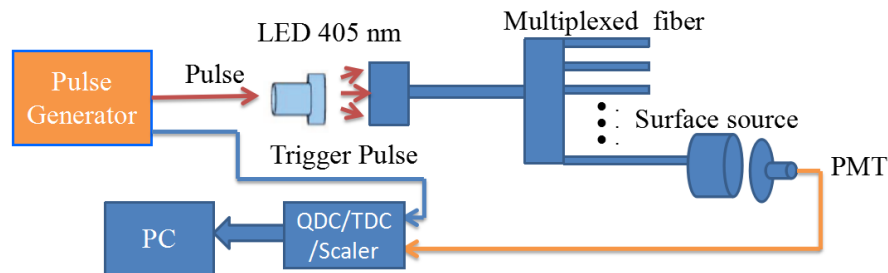 LED 405 nm
Multiplexed fiber
Pulse
Generator
Pulse
Surface source
Trigger Pulse
PMT
PC
QDC/TDC
/Scaler